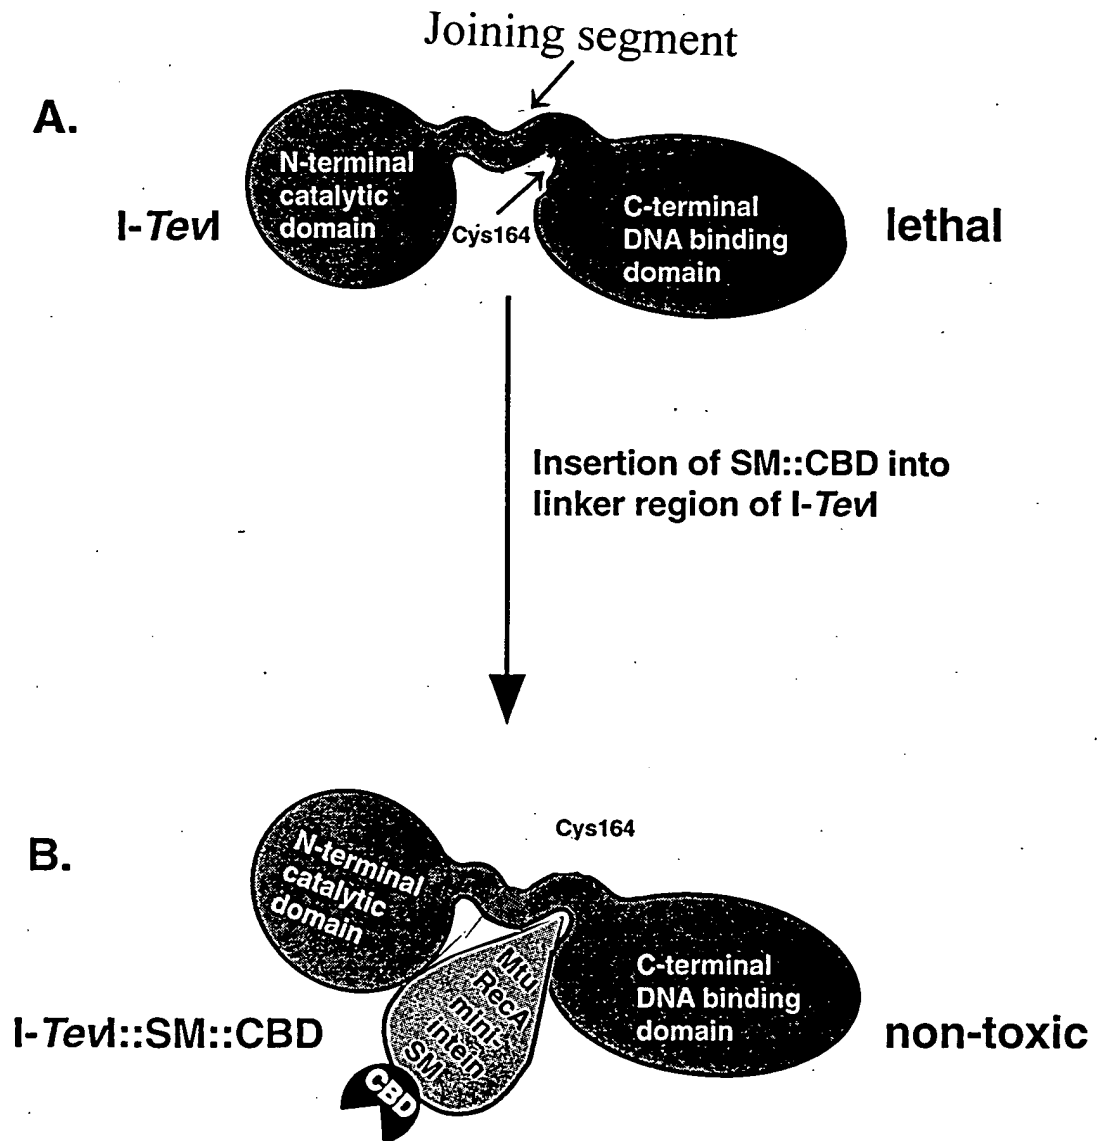 Joining segment
A.
N-terminal
catalytic
domain
I-TevI
Cys164
C-terminal
DNA binding
domain
lethal
Insertion of SM::CBD into
linker region of I-TevI
B.
Cys164
N-terminal
catalytic
domain
Mtu
RecA
mini-
intein
SM
CBD
C-terminal
DNA binding
domain
I-TevI::SM::CBD
non-toxic